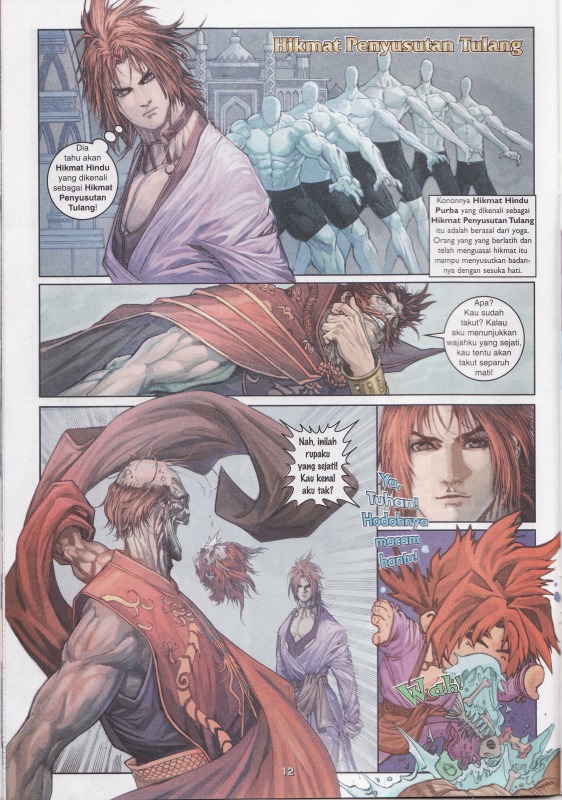 Hikmat Penyusutan Tulang
Dia
tahu akan
Hikmat Hindu
yang dikenali
sebagai Hikmat
Penyusutan
Tulang!
Kononnya Hikmat Hindu
Purba yang dikenali sebagai
Hikmat Penyusutan Tulang
itu adalah berasal dari yoga.
Orang yang yang berlatih dan
telah menguasai hikmat itu
mampu menyusutkan badan-
nya dengan sesuka hati.
Apa?
Kau sudah
takut? Kalau
aku menunjukkan
wajahku yang sejati,
kau tentu akan
takut separuh
mati!
Nah, inilah
rupaku
yang sejati!
Kau kenal
aku tak?
Ya,
Tuhan!
Hodohnya
macam
hantu!
Wah!
12